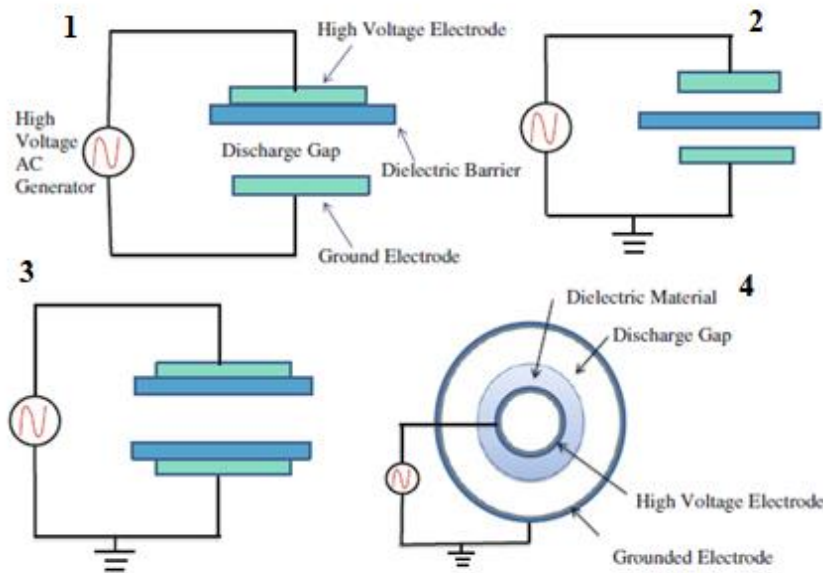 1
High Voltage Electrode
High
Voltage
AC
Generator
Discharge Gap
Dielectric Barrier
Ground Electrode
2
3
4
Dielectric Material
Discharge Gap
High Voltage Electrode
Grounded Electrode